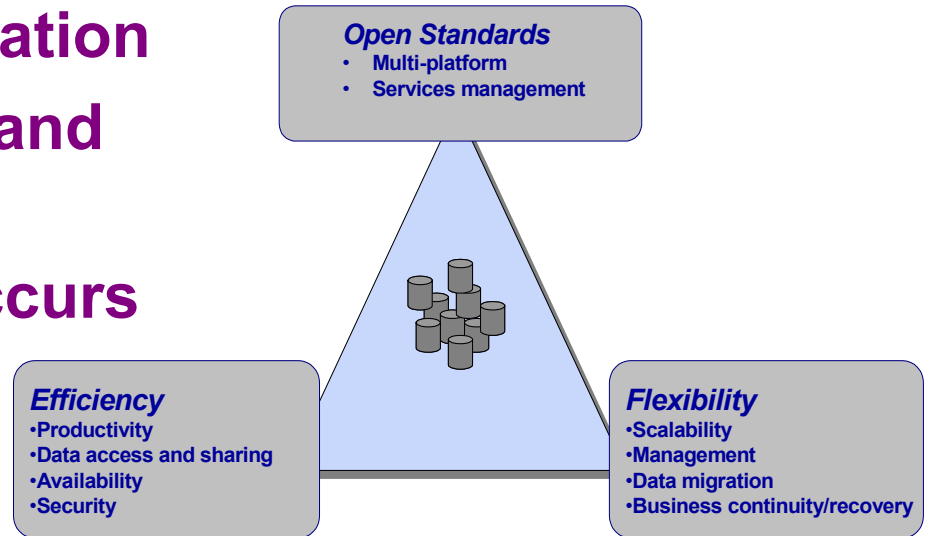 ation
and
ccurs
Open Standards
• Multi-platform
• Services management
Efficiency
•Productivity
•Data access and sharing
•Availability
•Security
Flexibility
•Scalability
•Management
•Data migration
•Business continuity/recovery